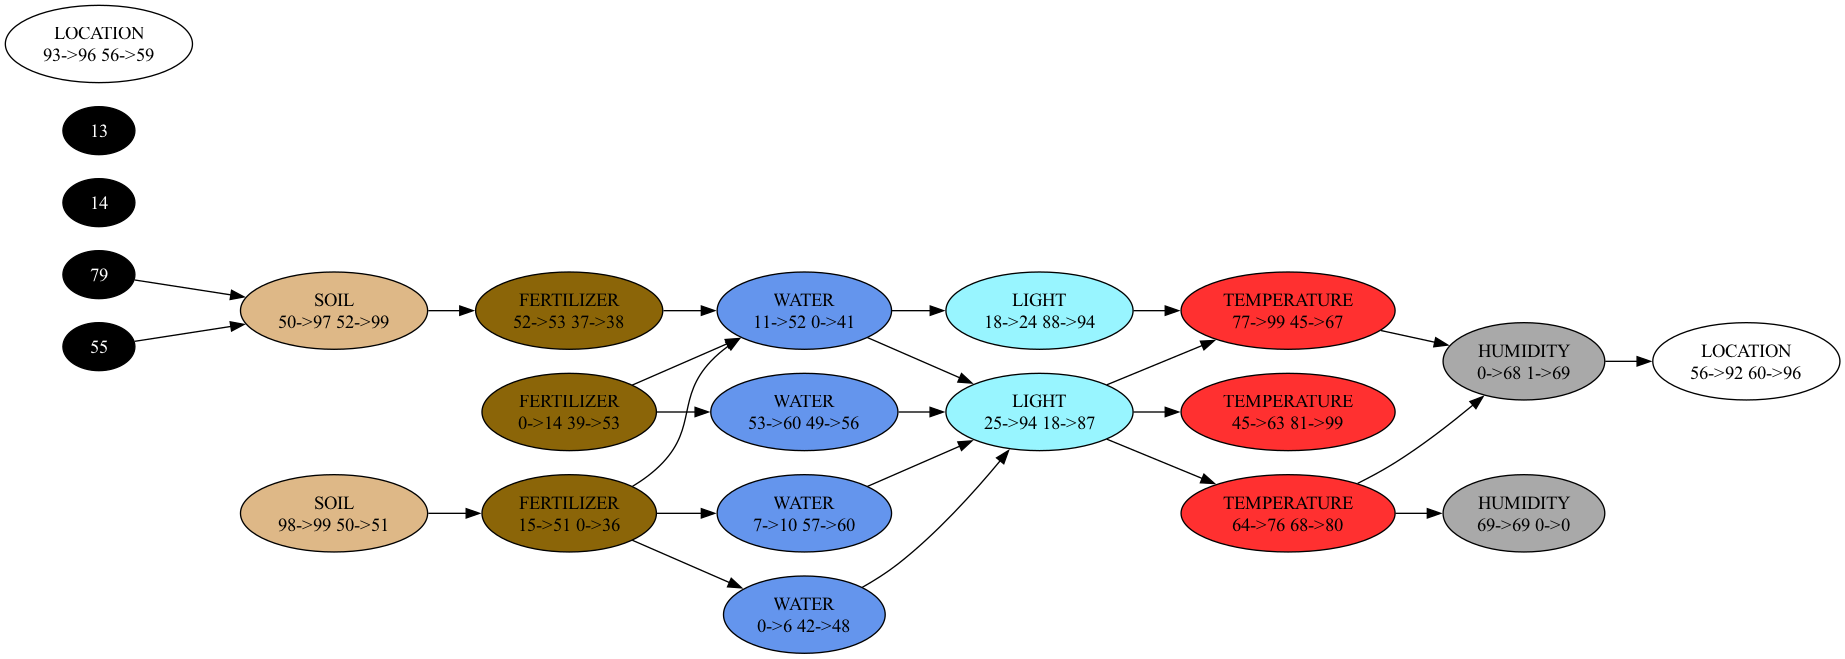 LOCATION
93->96 56->59
13
14
79
55
SOIL
50->97 52->99
SOIL
98->99 50->51
FERTILIZER
52->53 37->38
FERTILIZER
0->14 39->53
FERTILIZER
15->51 0->36
WATER
11->52 0->41
WATER
53->60 49->56
WATER
7->10 57->60
WATER
0->6 42->48
LIGHT
18->24 88->94
LIGHT
25->94 18->87
TEMPERATURE
77->99 45->67
TEMPERATURE
45->63 81->99
TEMPERATURE
64->76 68->80
HUMIDITY
0->68 1->69
HUMIDITY
69->69 0->0
LOCATION
56->92 60->96